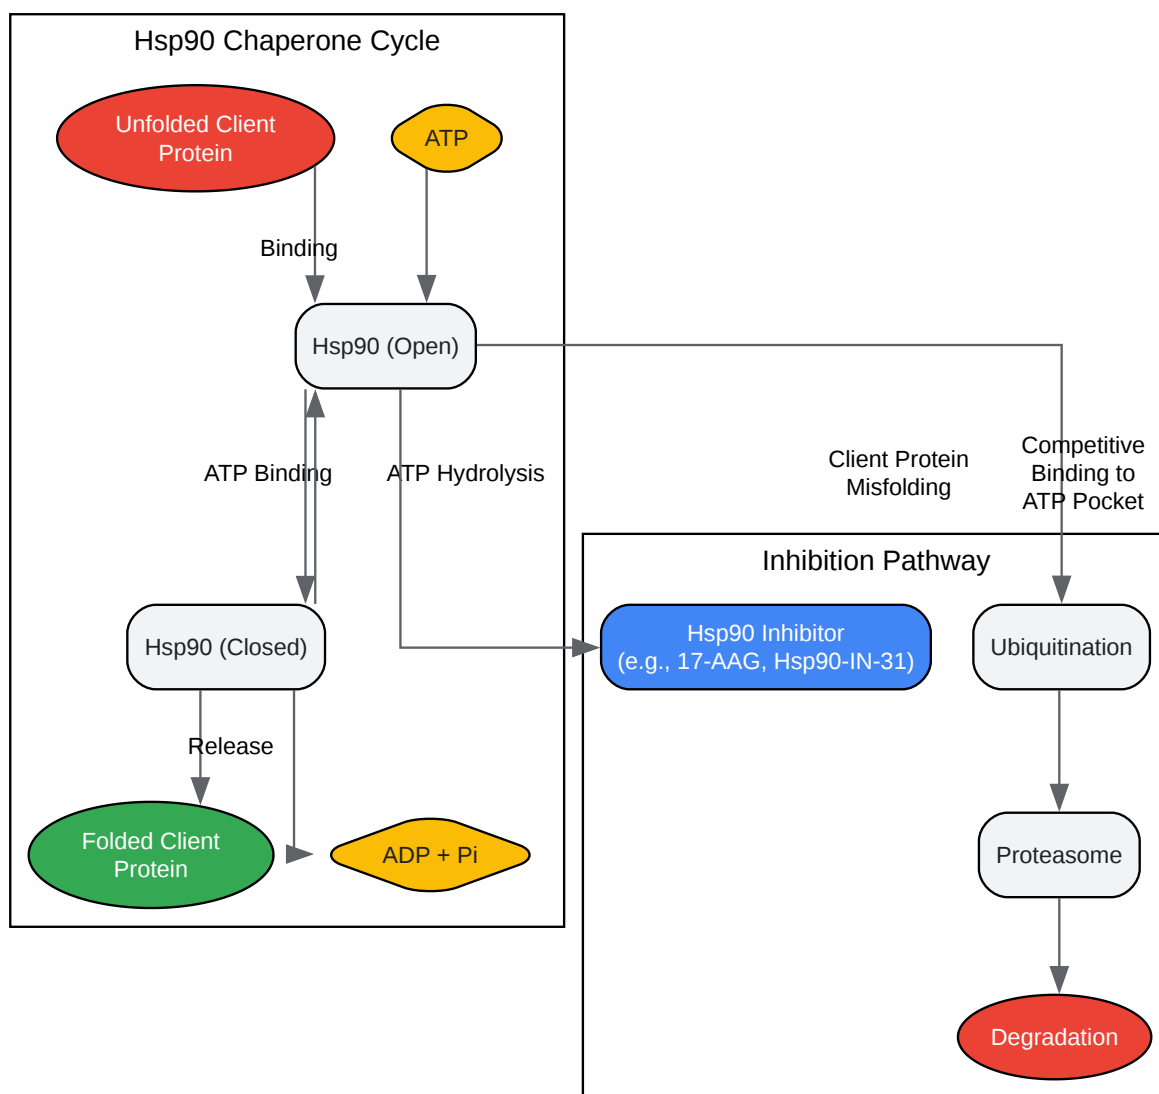 Hsp90 Chaperone Cycle
Unfolded Client
Protein
ATP
Binding
Hsp90 (Open)
ATP Binding
ATP Hydrolysis
Client Protein
Misfolding
Competitive
Binding to
ATP Pocket
Inhibition Pathway
Hsp90 (Closed)
Hsp90 Inhibitor
(e.g., 17-AAG, Hsp90-IN-31)
Ubiquitination
Release
Folded Client
Protein
ADP + Pi
Proteasome
Degradation